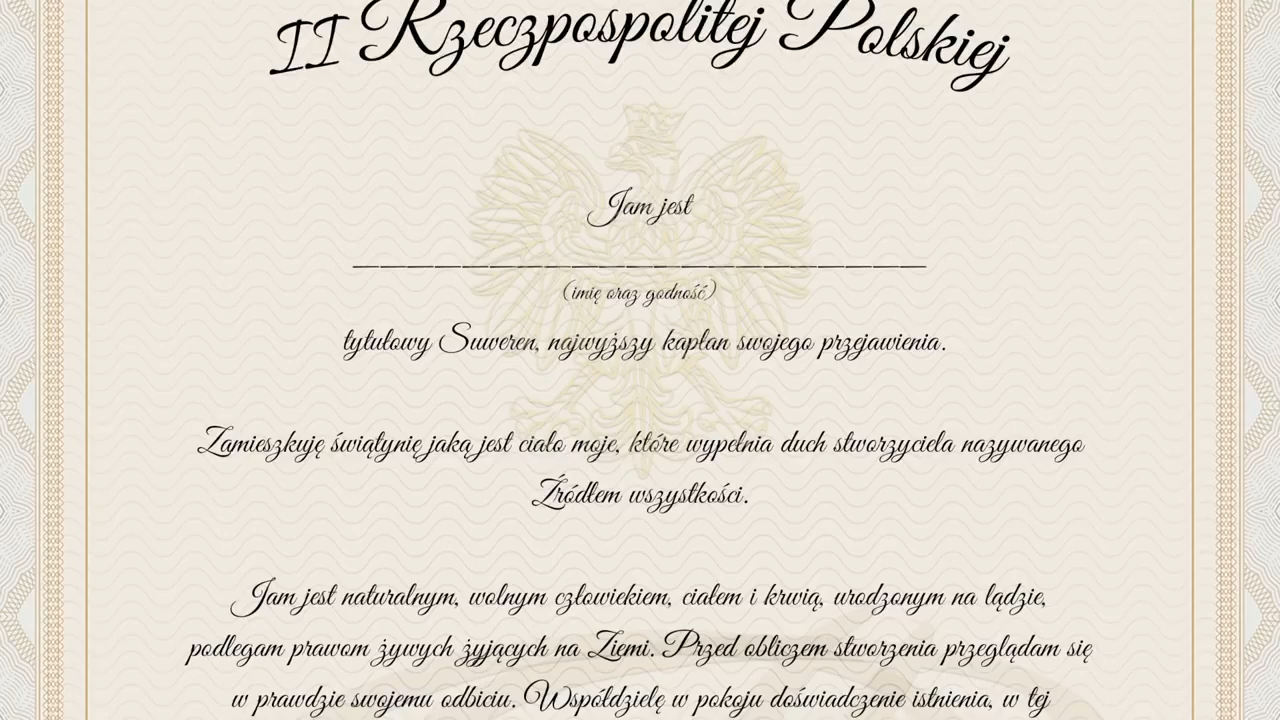 II Rzeczpospolitej Polskiej
Jam jest
_____________________
(imię oraz godność)
tytułowy Suweren, najwyższy kapłan swojego przejawienia.
Zamieszkuję świątynię jaką jest ciało moje, które wypełnia duch stworzyciela nazywanego
Źródłem wszystkości.
Jam jest naturalnym, wolnym człowiekiem, ciałem i krwią, urodzonym na lądzie,
podlegam prawom żywych żyjących na Ziemi. Przed obliczem stworzenia przeglądam się
w prawdzie swojemu odbiciu. Współdzielę w pokoju doświadczenie istnienia, w tej